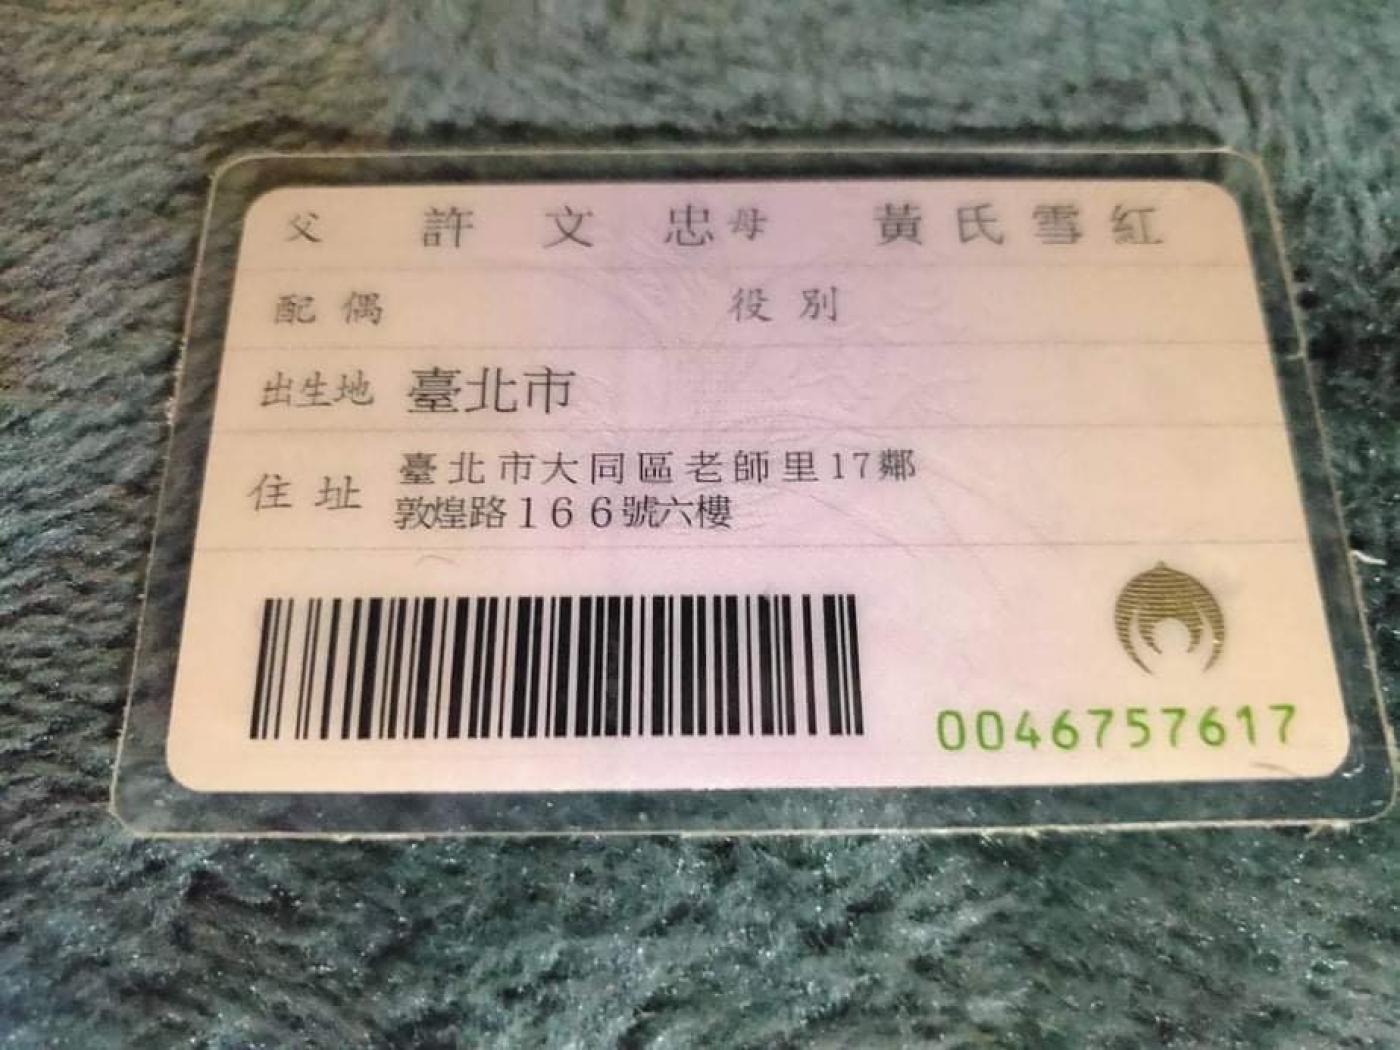 父 許文忠 母 黃氏雪紅
配偶 役別
出生地 臺北市
住址 臺北市大同區老師里17鄰
敦煌路166號六樓
0046757617